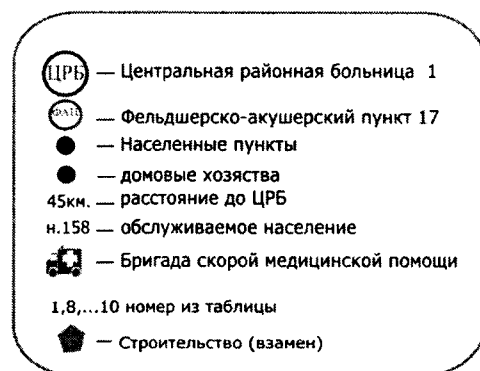 ЦРБ — Центральная районная больница 1
ФАП — Фельдшерско-акушерский пункт 17
— Населенные пункты
— домовые хозяйства
45км. — расстояние до ЦРБ
н.158 — обслуживаемое население
— Бригада скорой медицинской помощи
1,8,...10 номер из таблицы
— Строительство (взамен)